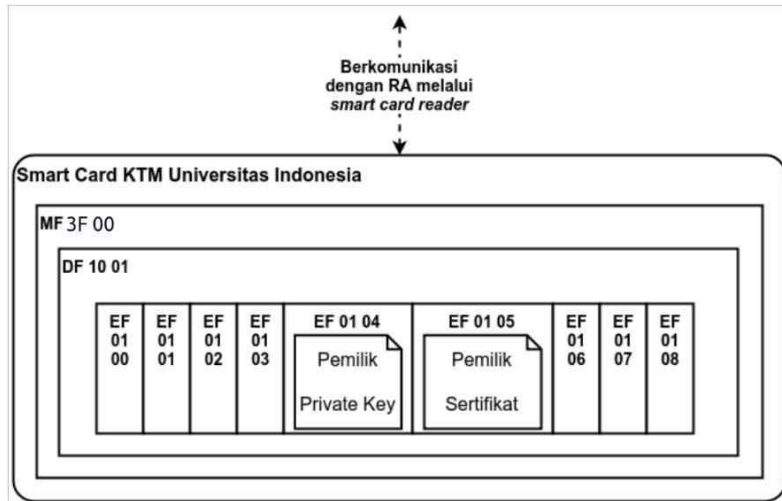 Berkomunikasi
dengan RA melalui
smart card reader
Smart Card KTM Universitas Indonesia
MF 3F 00
DF 10 01
EF
01
00
EF
01
01
EF
01
02
EF
01
03
EF 01 04
Pemilik
Private Key
EF 01 05
Pemilik
Sertifikat
EF
01
06
EF
01
07
EF
01
08